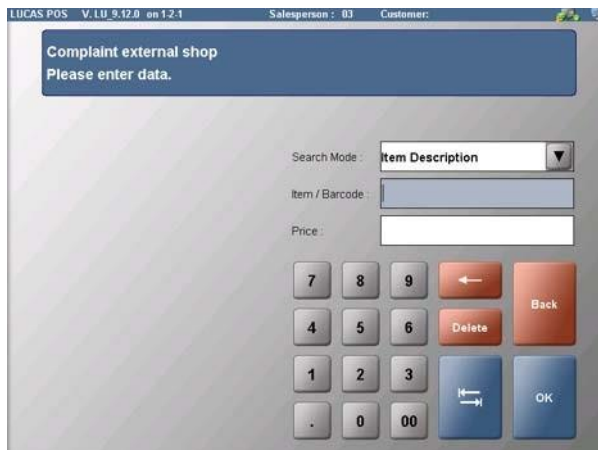 LUCAS POS V. LU_9.12.0 on 1-2-1 Salesperson : 03 Customer:
Complaint external shop
Please enter data.
Search Mode : Item Description
Item / Barcode :
Price :
7 8 9
Back
4 5 6 Delete
1 2 3
OK
. 0 00